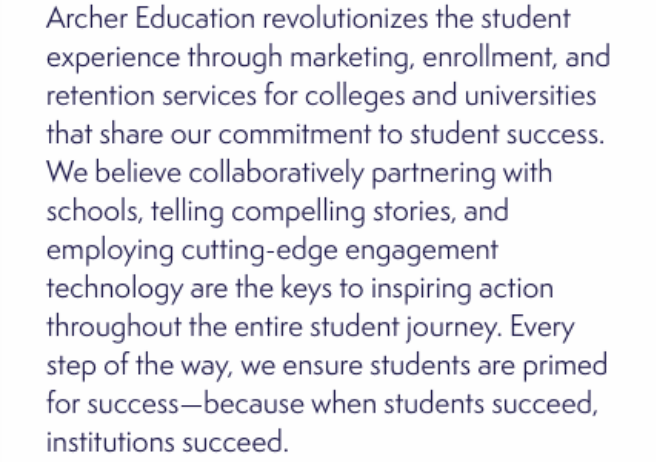 Archer Education revolutionizes the student
experience through marketing, enrollment, and
retention services for colleges and universities
that share our commitment to student success.
We believe collaboratively partnering with
schools, telling compelling stories, and
employing cutting-edge engagement
technology are the keys to inspiring action
throughout the entire student journey. Every
step of the way, we ensure students are primed
for success—because when students succeed,
institutions succeed.